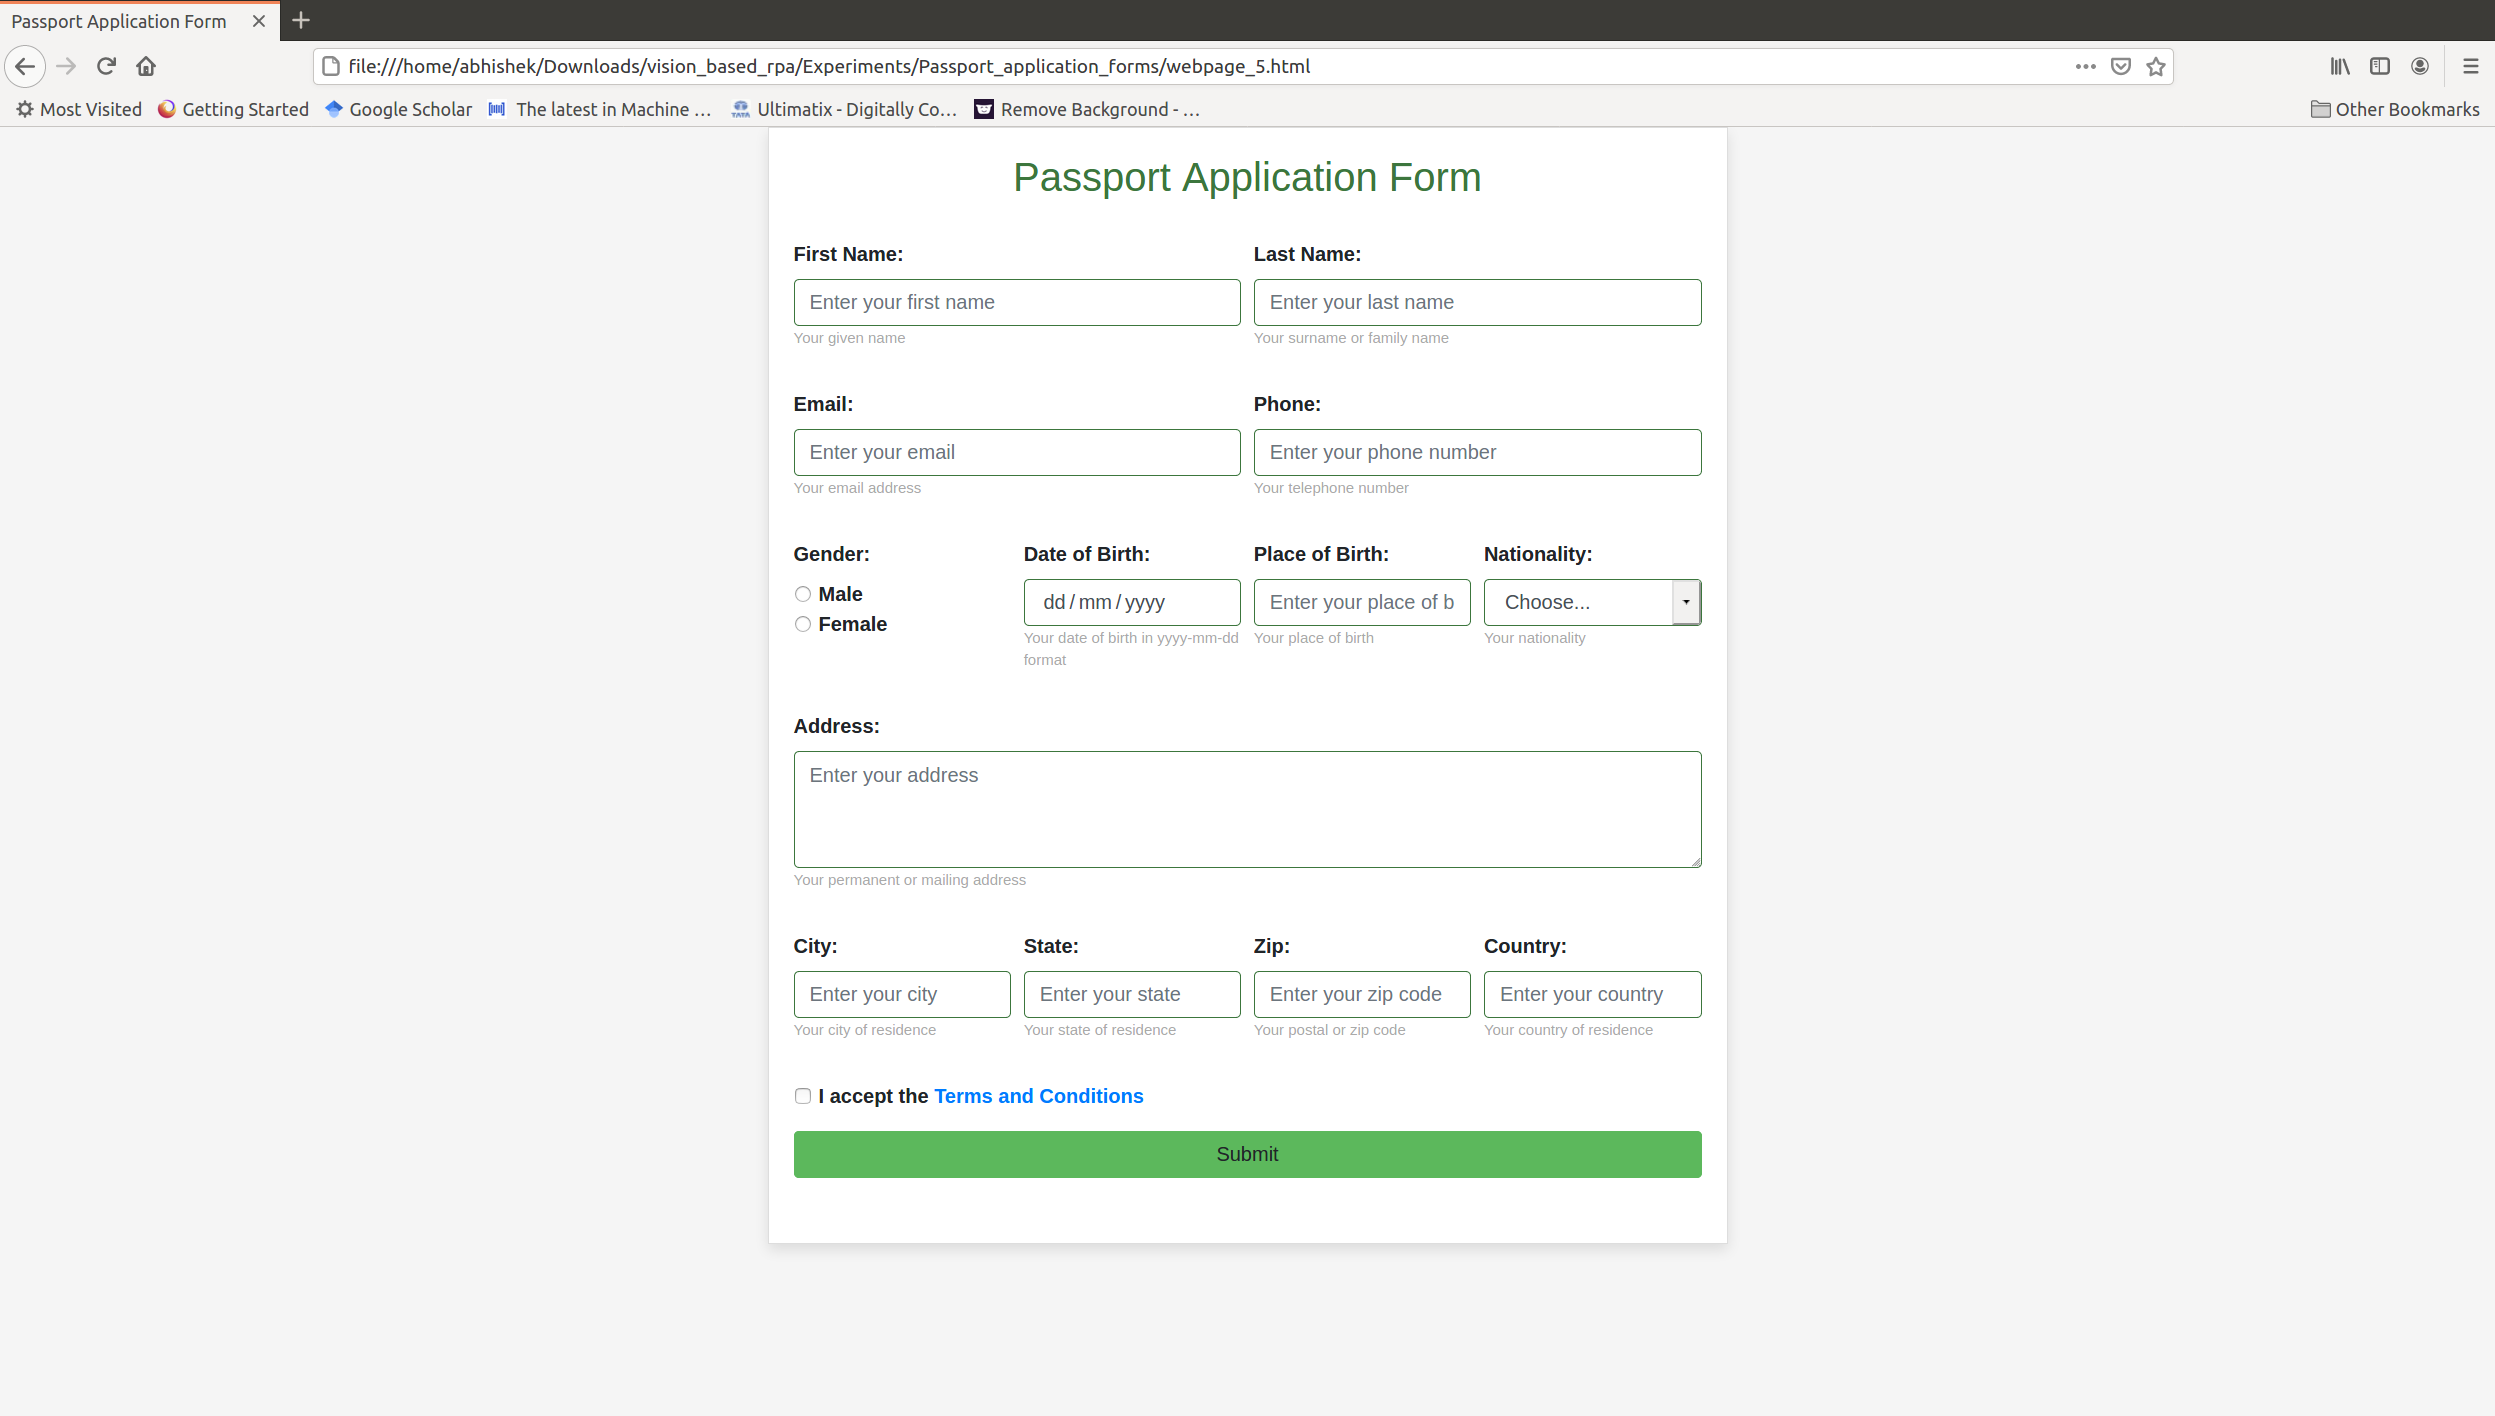 Passport Application Form
file:///home/abhishek/Downloads/vision_based_rpa/Experiments/Passport_application_forms/webpage_5.html
Most Visited Getting Started Google Scholar The latest in Machine … Ultimatix - Digitally Co… Remove Background - … Other Bookmarks
Passport Application Form
First Name: Last Name:
Enter your first name Enter your last name
Your given name Your surname or family name
Email: Phone:
Enter your email Enter your phone number
Your email address Your telephone number
Gender: Date of Birth: Place of Birth: Nationality:
Male dd / mm / yyyy Enter your place of b Choose...
Female
Your date of birth in yyyy-mm-dd Your place of birth Your nationality
format
Address:
Enter your address
Your permanent or mailing address
City: State: Zip: Country:
Enter your city Enter your state Enter your zip code Enter your country
Your city of residence Your state of residence Your postal or zip code Your country of residence
I accept the Terms and Conditions
Submit